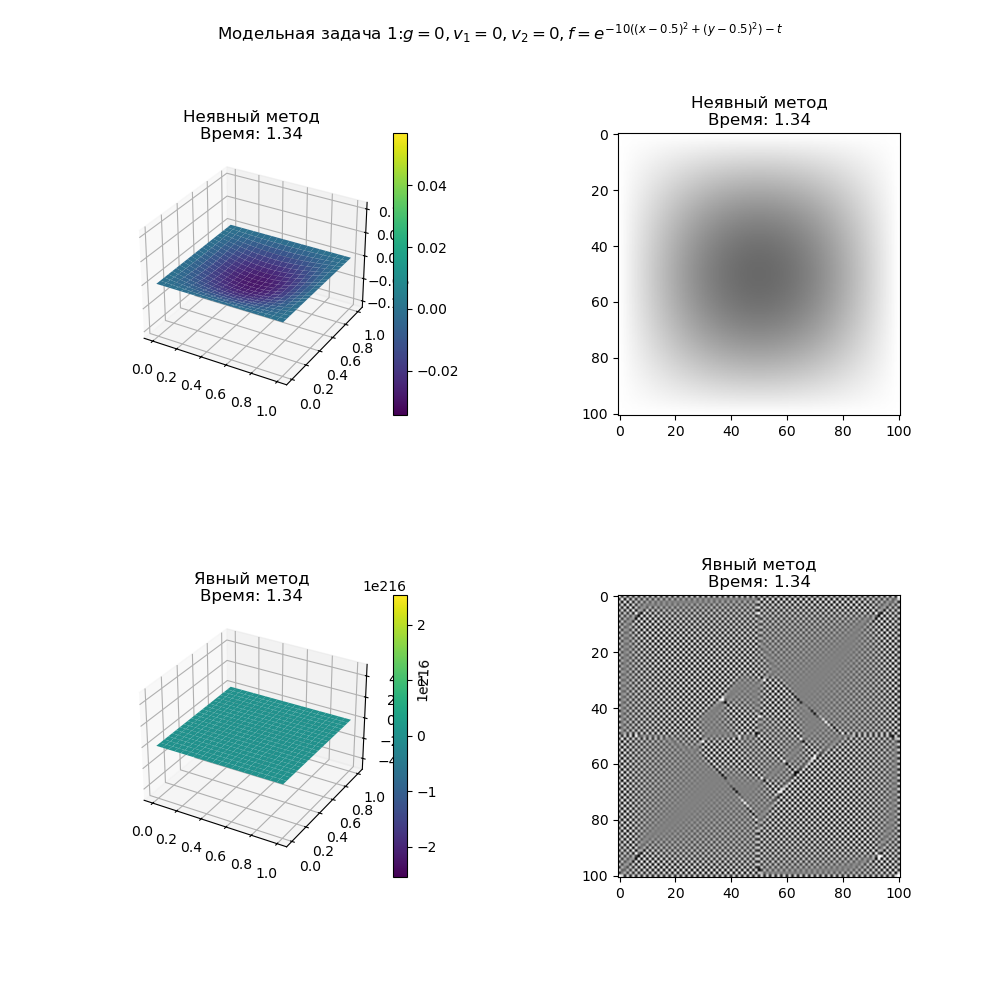 Модельная задача 1:g = 0, v₁ = 0, v₂ = 0, f = e^{−10((x−0.5)²+(y−0.5)²)−t}
Неявный метод
Время: 1.34
0.04
0.02
0.00
−0.02
0.0 0.2 0.4 0.6 0.8 1.0
0.0 0.2 0.4 0.6 0.8 1.0
Неявный метод
Время: 1.34
0
20
40
60
80
100
0 20 40 60 80 100
Явный метод
Время: 1.34
1e216
2
1
0
−1
−2
1e216
0.0 0.2 0.4 0.6 0.8 1.0
0.0 0.2 0.4 0.6 0.8 1.0
Явный метод
Время: 1.34
0
20
40
60
80
100
0 20 40 60 80 100